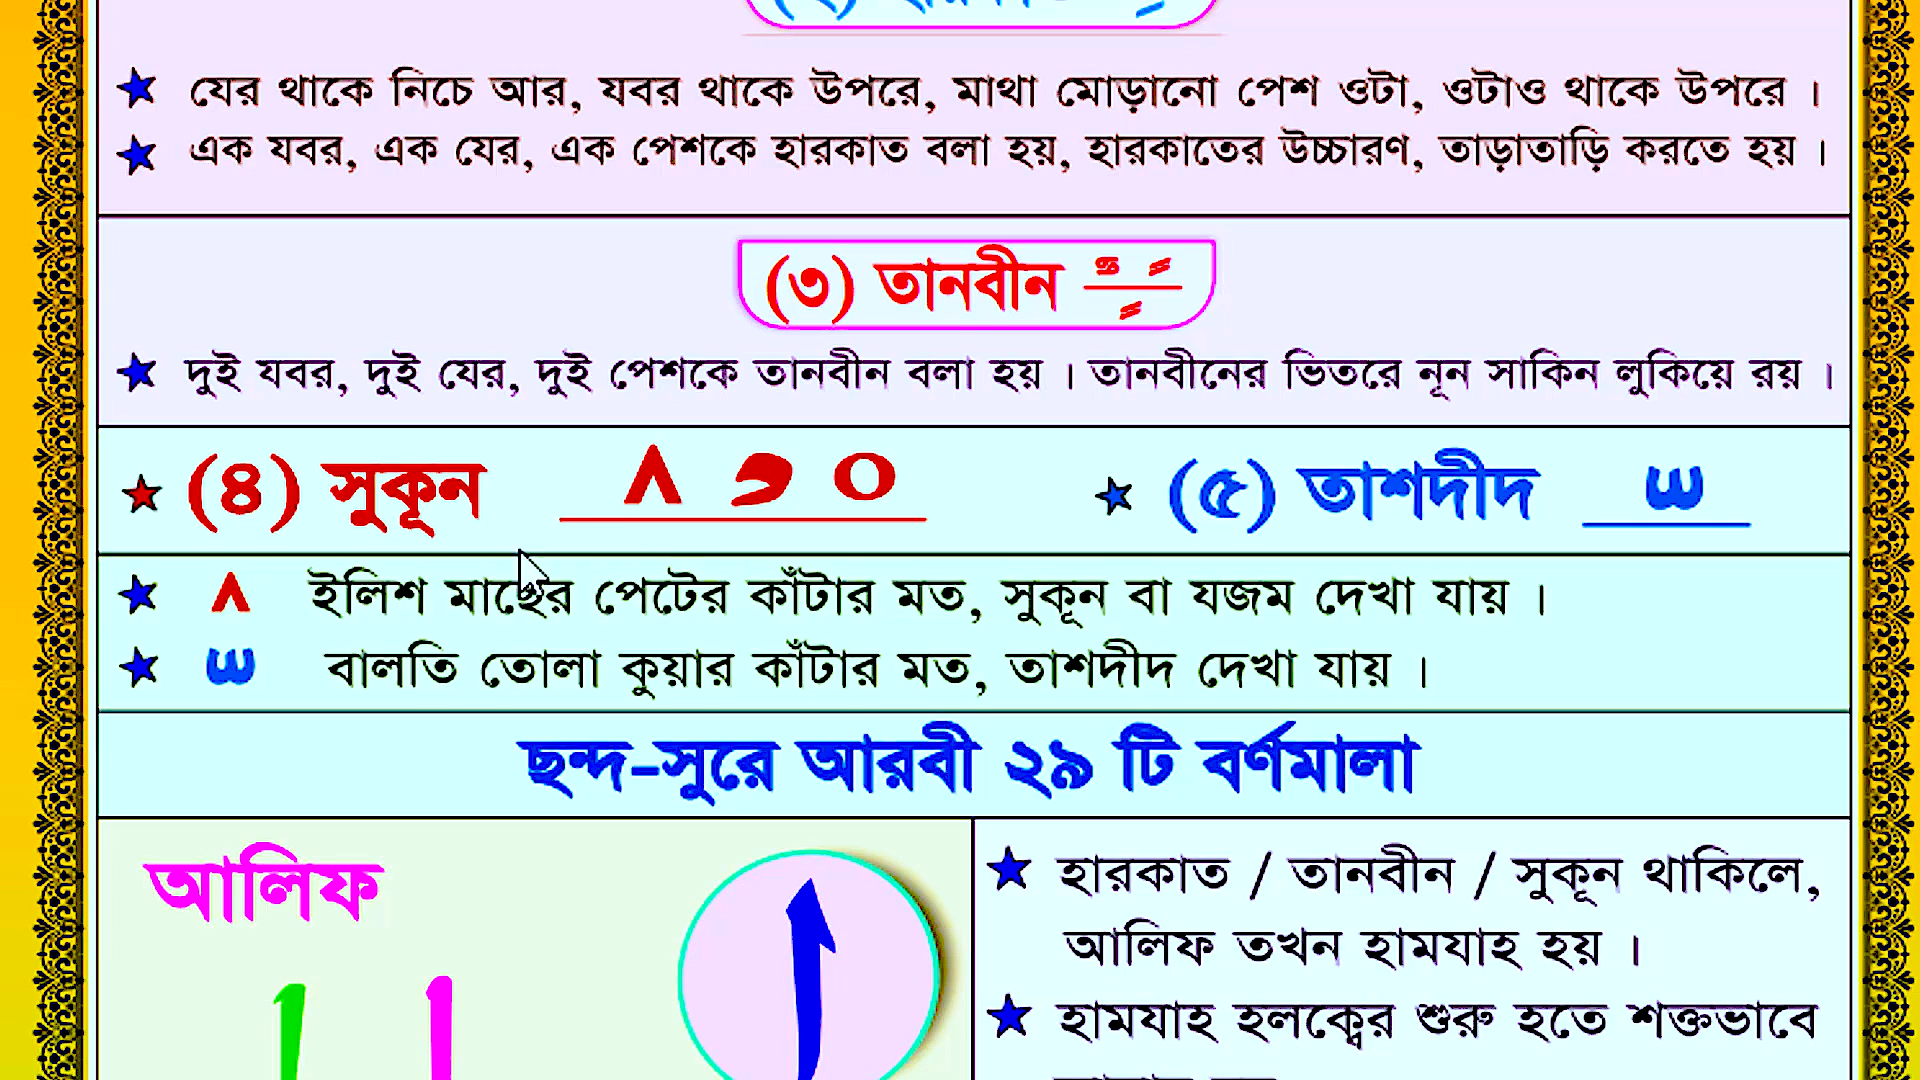 (২) হারকাত
★ যের থাকে নিচে আর, যবর থাকে উপরে, মাথা মোড়ানো পেশ ওটা, ওটাও থাকে উপরে ।
★ এক যবর, এক যের, এক পেশকে হারকাত বলা হয়, হারকাতের উচ্চারণ, তাড়াতাড়ি করতে হয় ।
(৩) তানবীন
★ দুই যবর, দুই যের, দুই পেশকে তানবীন বলা হয় । তানবীনের ভিতরে নূন সাকিন লুকিয়ে রয় ।
★ (৪) সুকূন
★ (৫) তাশদীদ
★ ইলিশ মাছের পেটের কাঁটার মত, সুকূন বা যজম দেখা যায় ।
★ বালতি তোলা কুয়ার কাঁটার মত, তাশদীদ দেখা যায় ।
ছন্দ-সুরে আরবী ২৯ টি বর্ণমালা
আলিফ
ا ا ا
★ হারকাত / তানবীন / সুকূন থাকিলে,
আলিফ তখন হামযাহ হয় ।
★ হামযাহ হলক্বের শুরু হতে শক্তভাবে